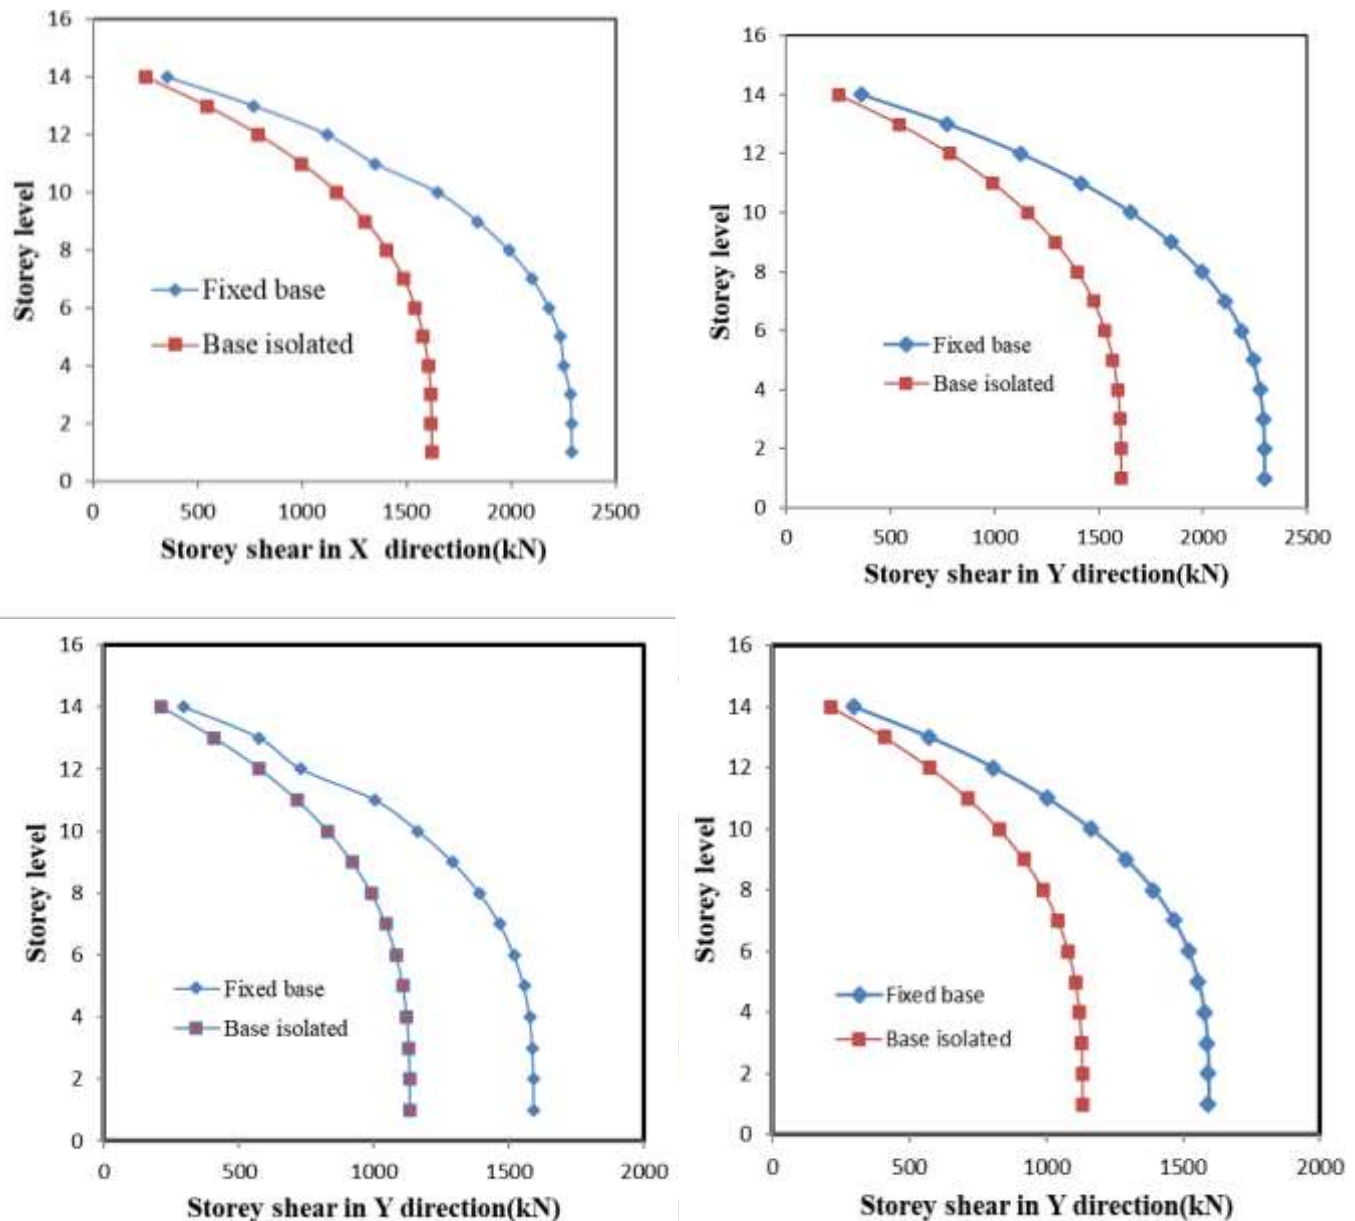 16
14
12
10
8
6
4
2
0
Storey level
Fixed base
Base isolated
0 500 1000 1500 2000 2500
Storey shear in X direction(kN)
16
14
12
10
8
6
4
2
0
Storey level
Fixed base
Base isolated
0 500 1000 1500 2000 2500
Storey shear in Y direction(kN)
16
14
12
10
8
6
4
2
0
Storey level
Fixed base
Base isolated
0 500 1000 1500 2000
Storey shear in Y direction(kN)
16
14
12
10
8
6
4
2
0
Storey level
Fixed base
Base isolated
0 500 1000 1500 2000
Storey shear in Y direction(kN)